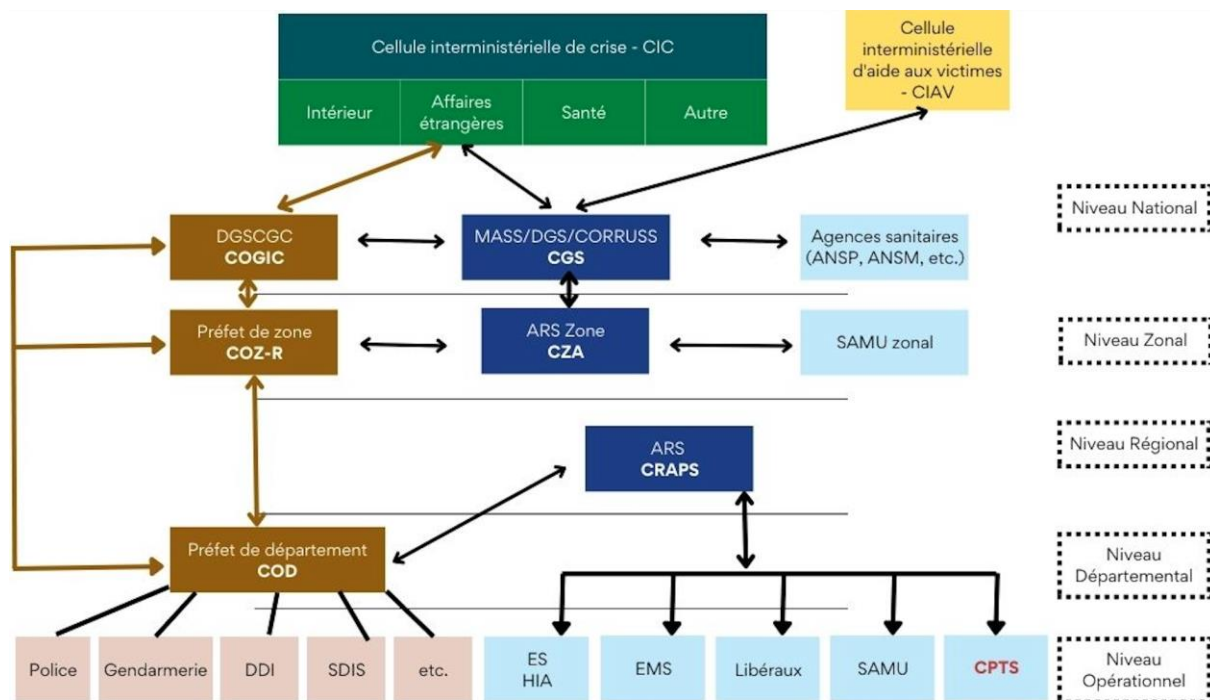 Cellule interministérielle de crise - CIC
Cellule
interministérielle
d'aide aux victimes
- CIAV
Intérieur
Affaires
étrangères
Santé
Autre
DGSCGC
COGIC
MASS/DGS/CORRUSS
CGS
Agences sanitaires
(ANSP, ANSM, etc.)
Niveau National
Préfet de zone
COZ-R
ARS Zone
CZA
SAMU zonal
Niveau Zonal
ARS
CRAPS
Niveau Régional
Préfet de département
COD
Niveau
Départemental
Police
Gendarmerie
DDI
SDIS
etc.
ES
HIA
EMS
Libéraux
SAMU
CPTS
Niveau
Opérationnel